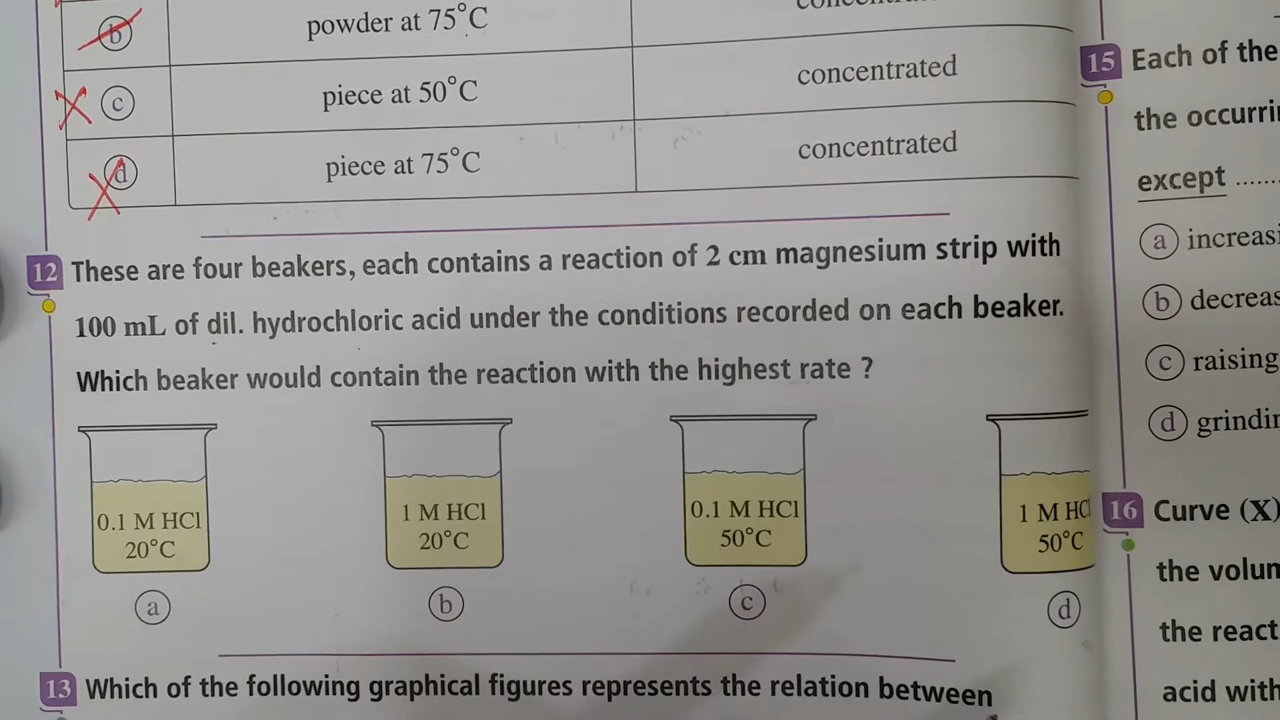 b
powder at 75°C
c
piece at 50°C
concentrated
d
piece at 75°C
concentrated
12 These are four beakers, each contains a reaction of 2 cm magnesium strip with
100 mL of dil. hydrochloric acid under the conditions recorded on each beaker.
Which beaker would contain the reaction with the highest rate ?
0.1 M HCl
20°C
a
1 M HCl
20°C
b
0.1 M HCl
50°C
c
1 M HC
50°C
d
13 Which of the following graphical figures represents the relation between
15 Each of the
the occurri
except ........
a increasi
b decreas
c raising
d grindin
16 Curve (X)
the volum
the react
acid with